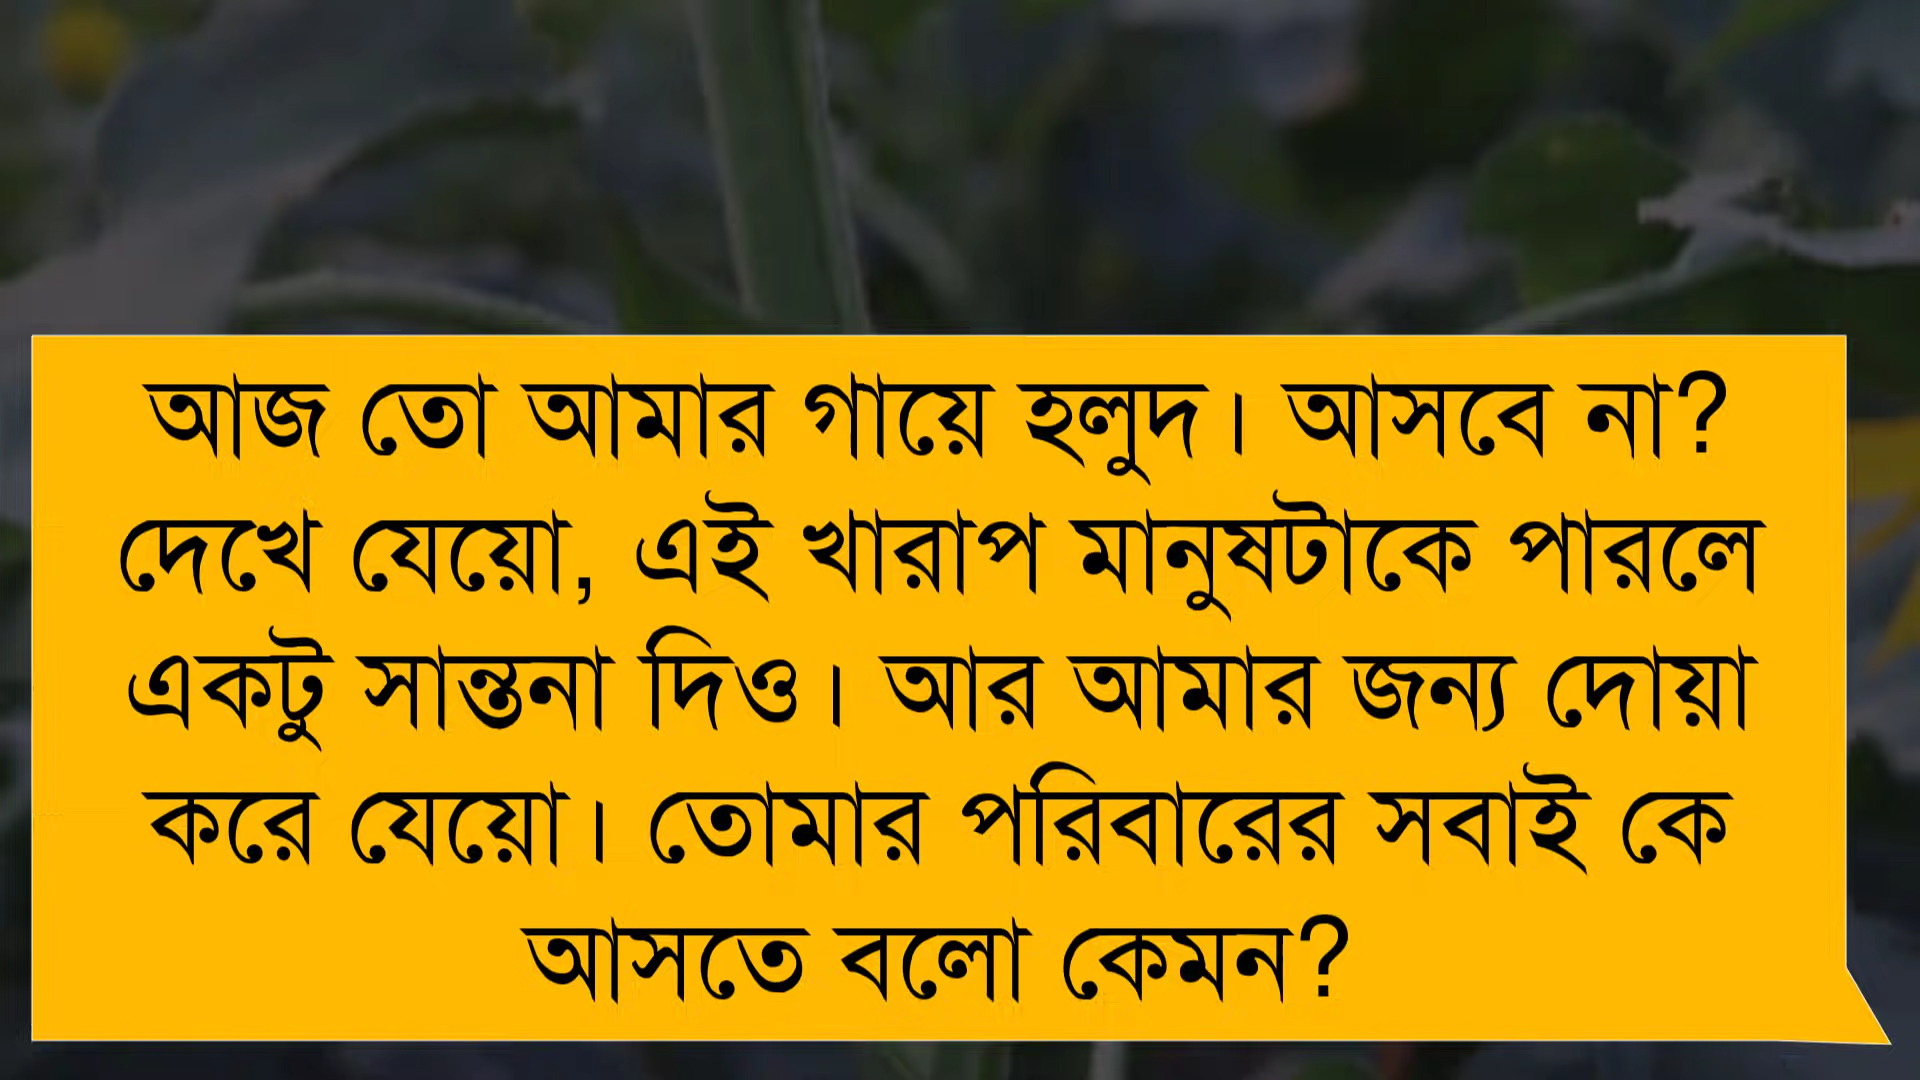 আজ তো আমার গায়ে হলুদ। আসবে না?
দেখে যেয়ো, এই খারাপ মানুষটাকে পারলে
একটু সান্তনা দিও। আর আমার জন্য দোয়া
করে যেয়ো। তোমার পরিবারের সবাই কে
আসতে বলো কেমন?